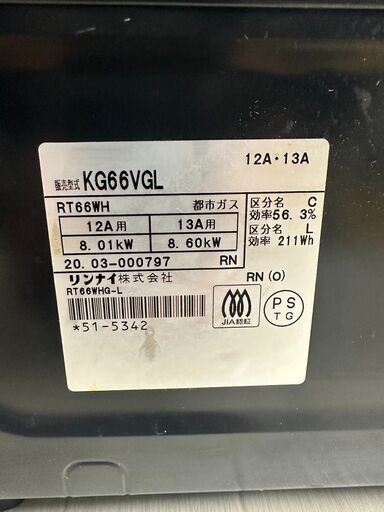 12A・13A
販売型式 KG66VGL
RT66WH 都市ガス
12A用 13A用
8.01kW 8.60kW
区分名 C
効率56.3%
区分名 L
効率 211Wh
20. 03-000797 RN
リンナイ株式会社 RN (O)
RT66WHG-L
*51-5342
JIA認証
PS
TG